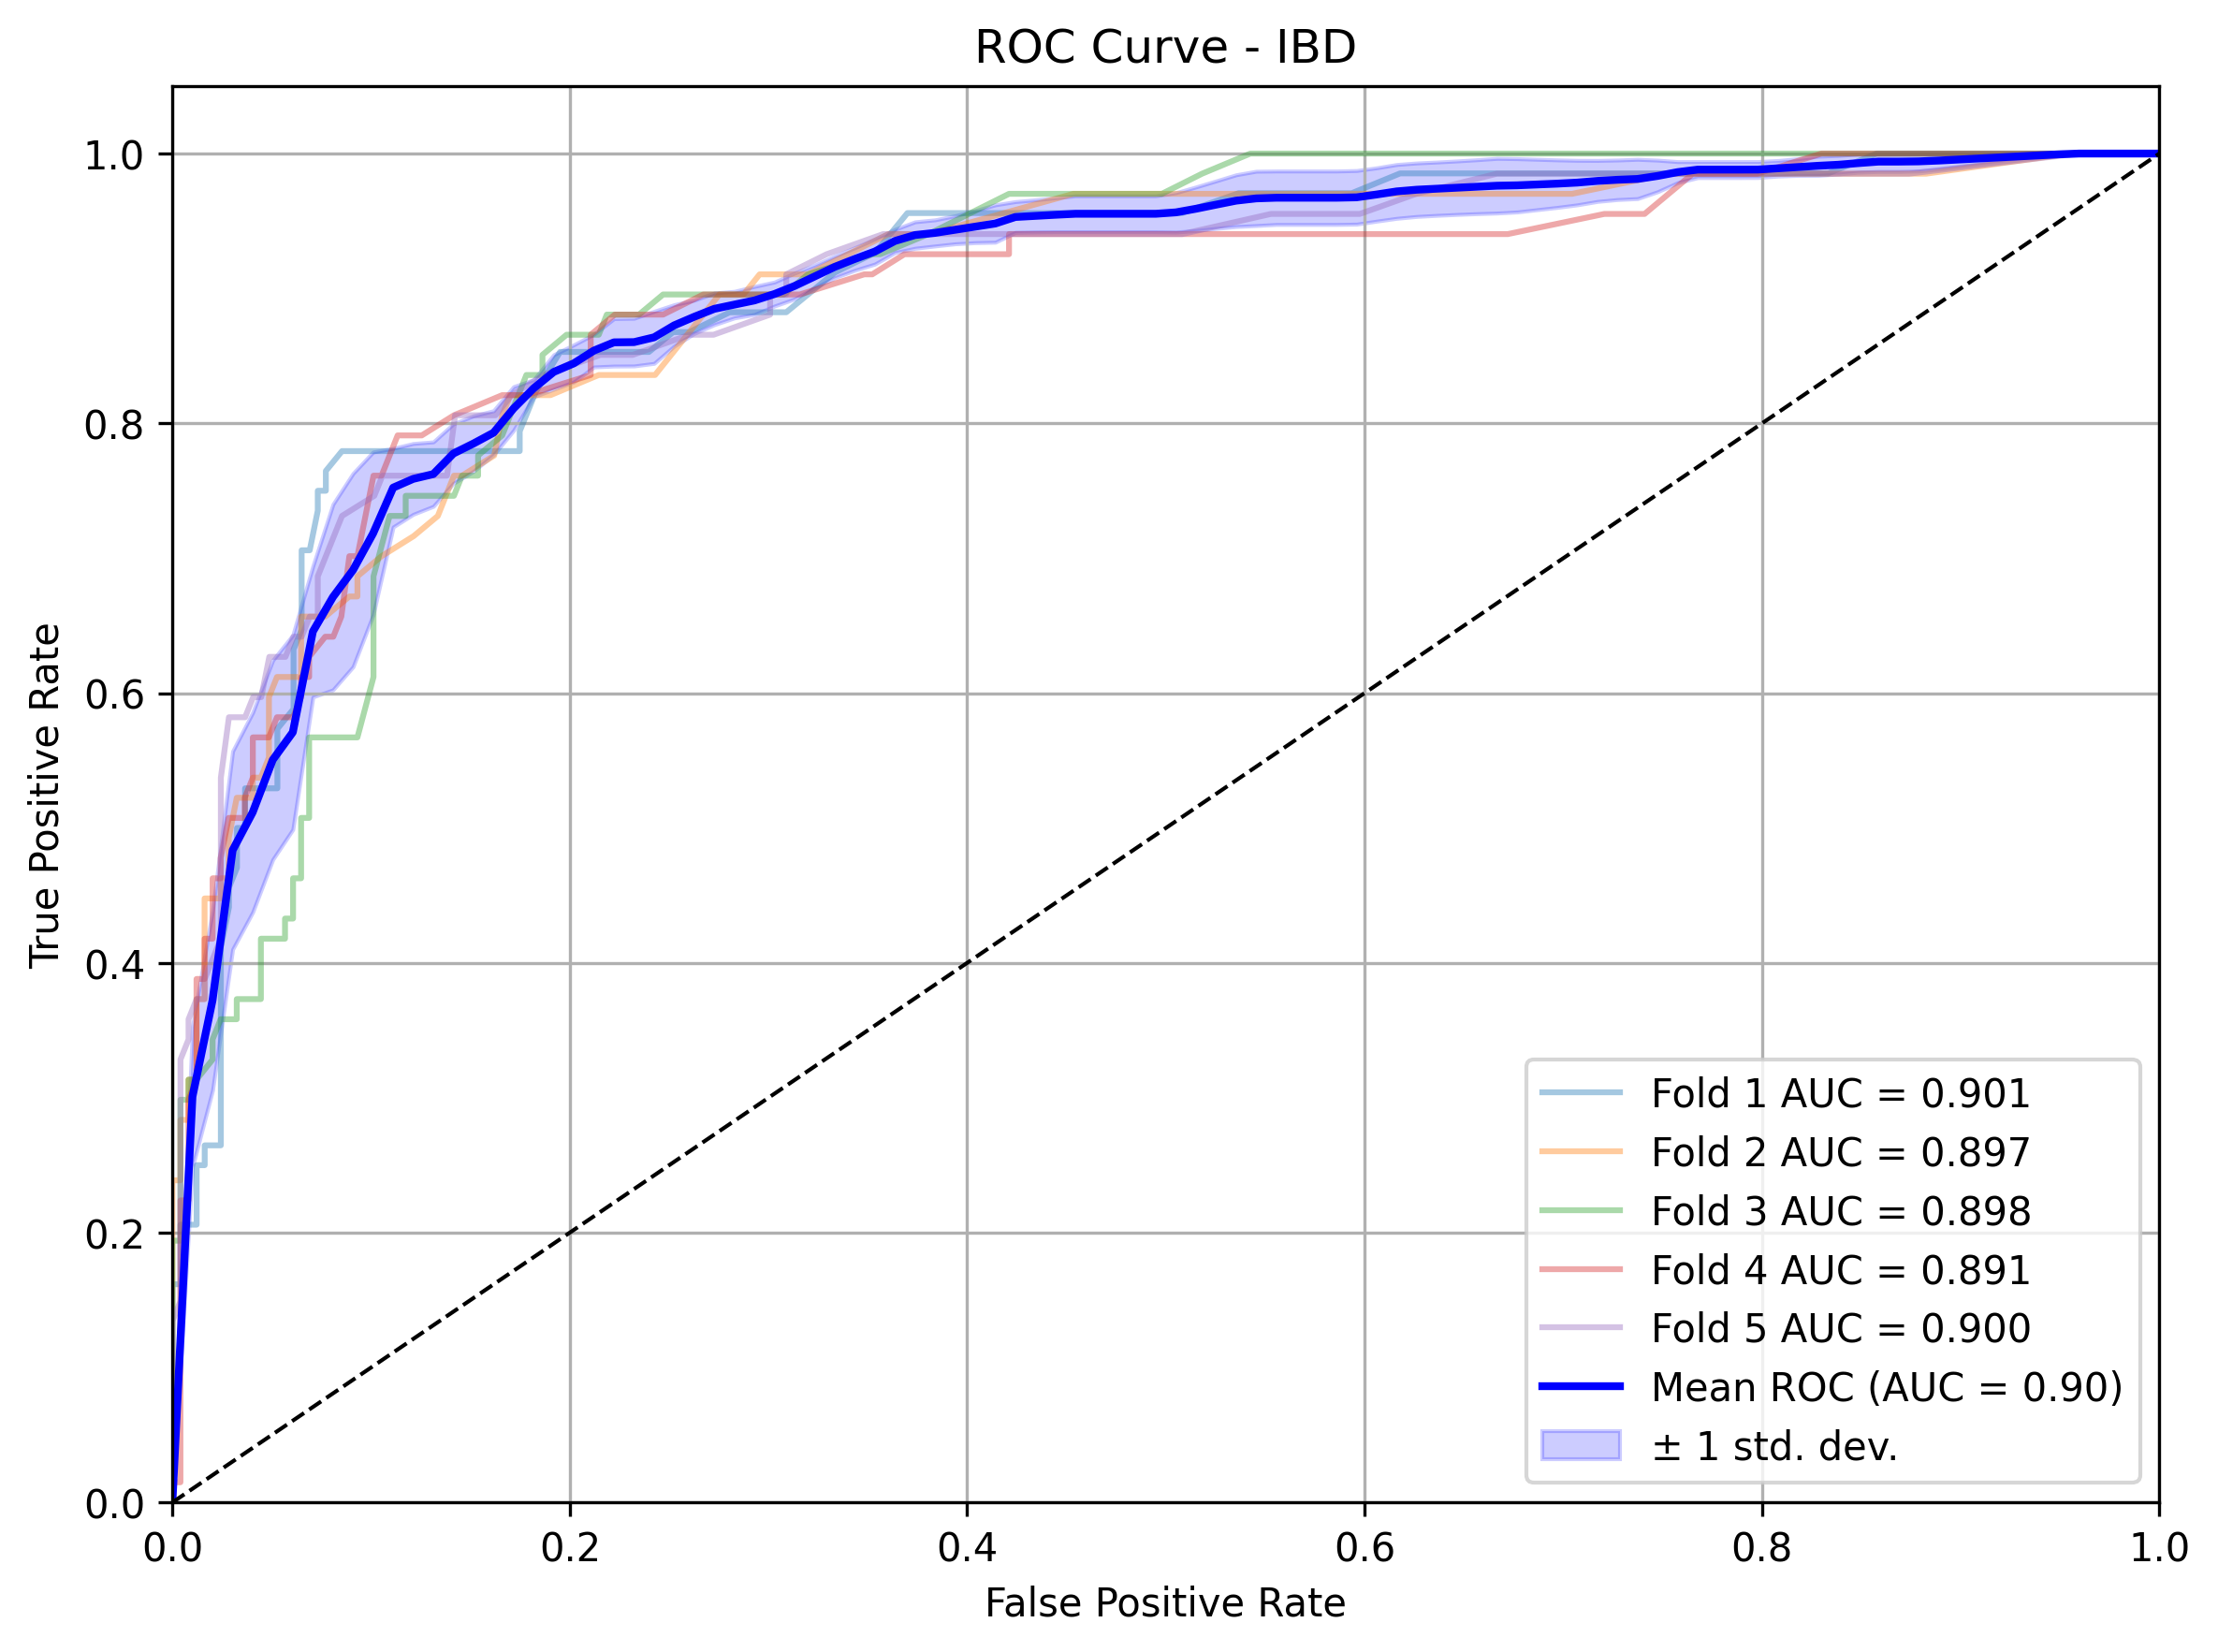 ROC Curve - IBD
True Positive Rate
1.0
0.8
0.6
0.4
0.2
0.0
0.0 0.2 0.4 0.6 0.8 1.0
False Positive Rate
Fold 1 AUC = 0.901
Fold 2 AUC = 0.897
Fold 3 AUC = 0.898
Fold 4 AUC = 0.891
Fold 5 AUC = 0.900
Mean ROC (AUC = 0.90)
± 1 std. dev.